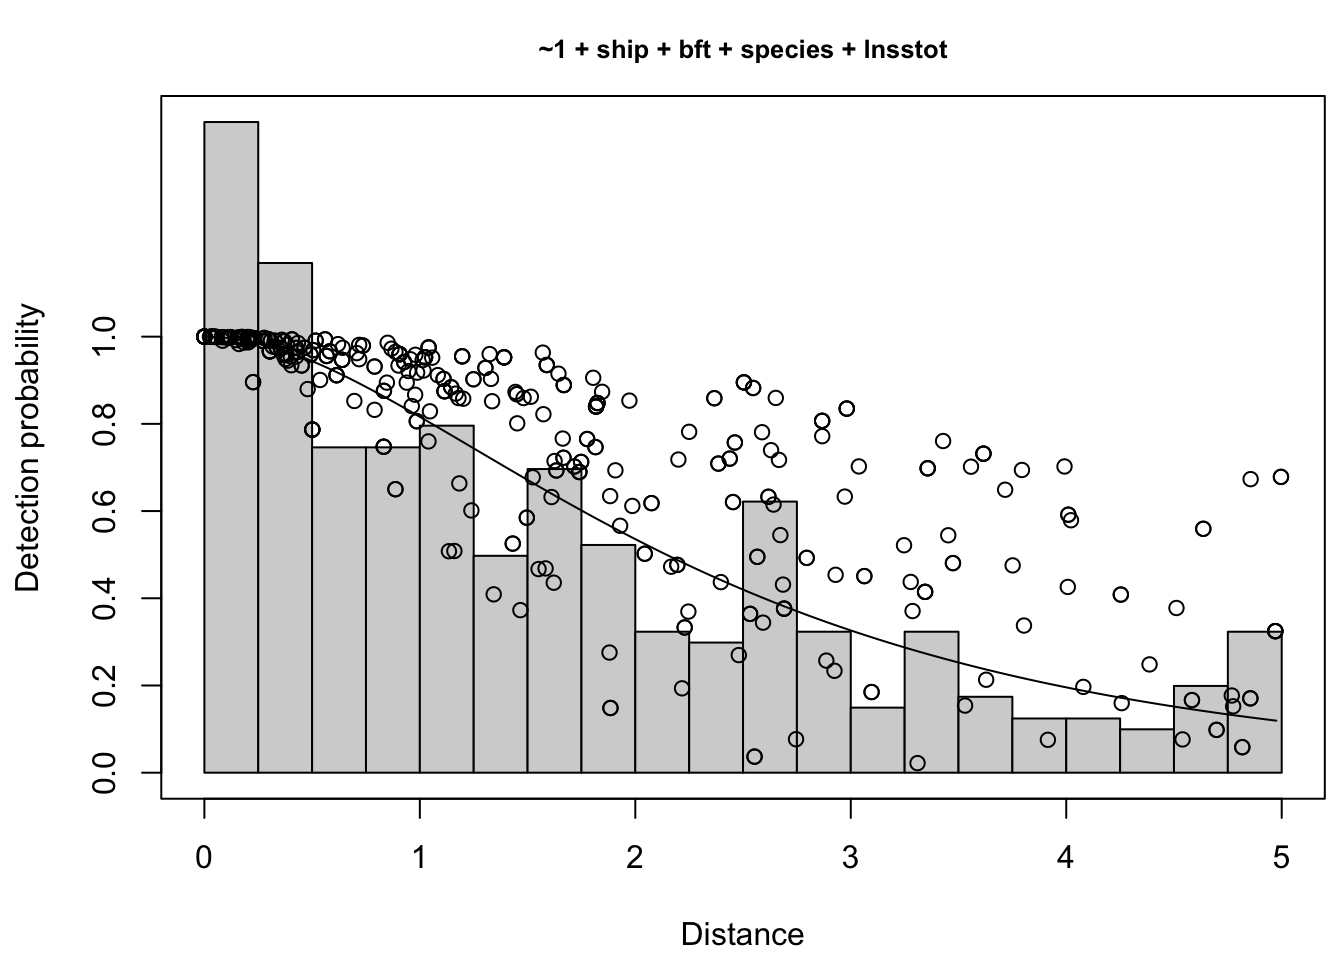 ~1 + ship + bft + species + lnsstot
Detection probability
1.0
0.8
0.6
0.4
0.2
0.0
0 1 2 3 4 5
Distance